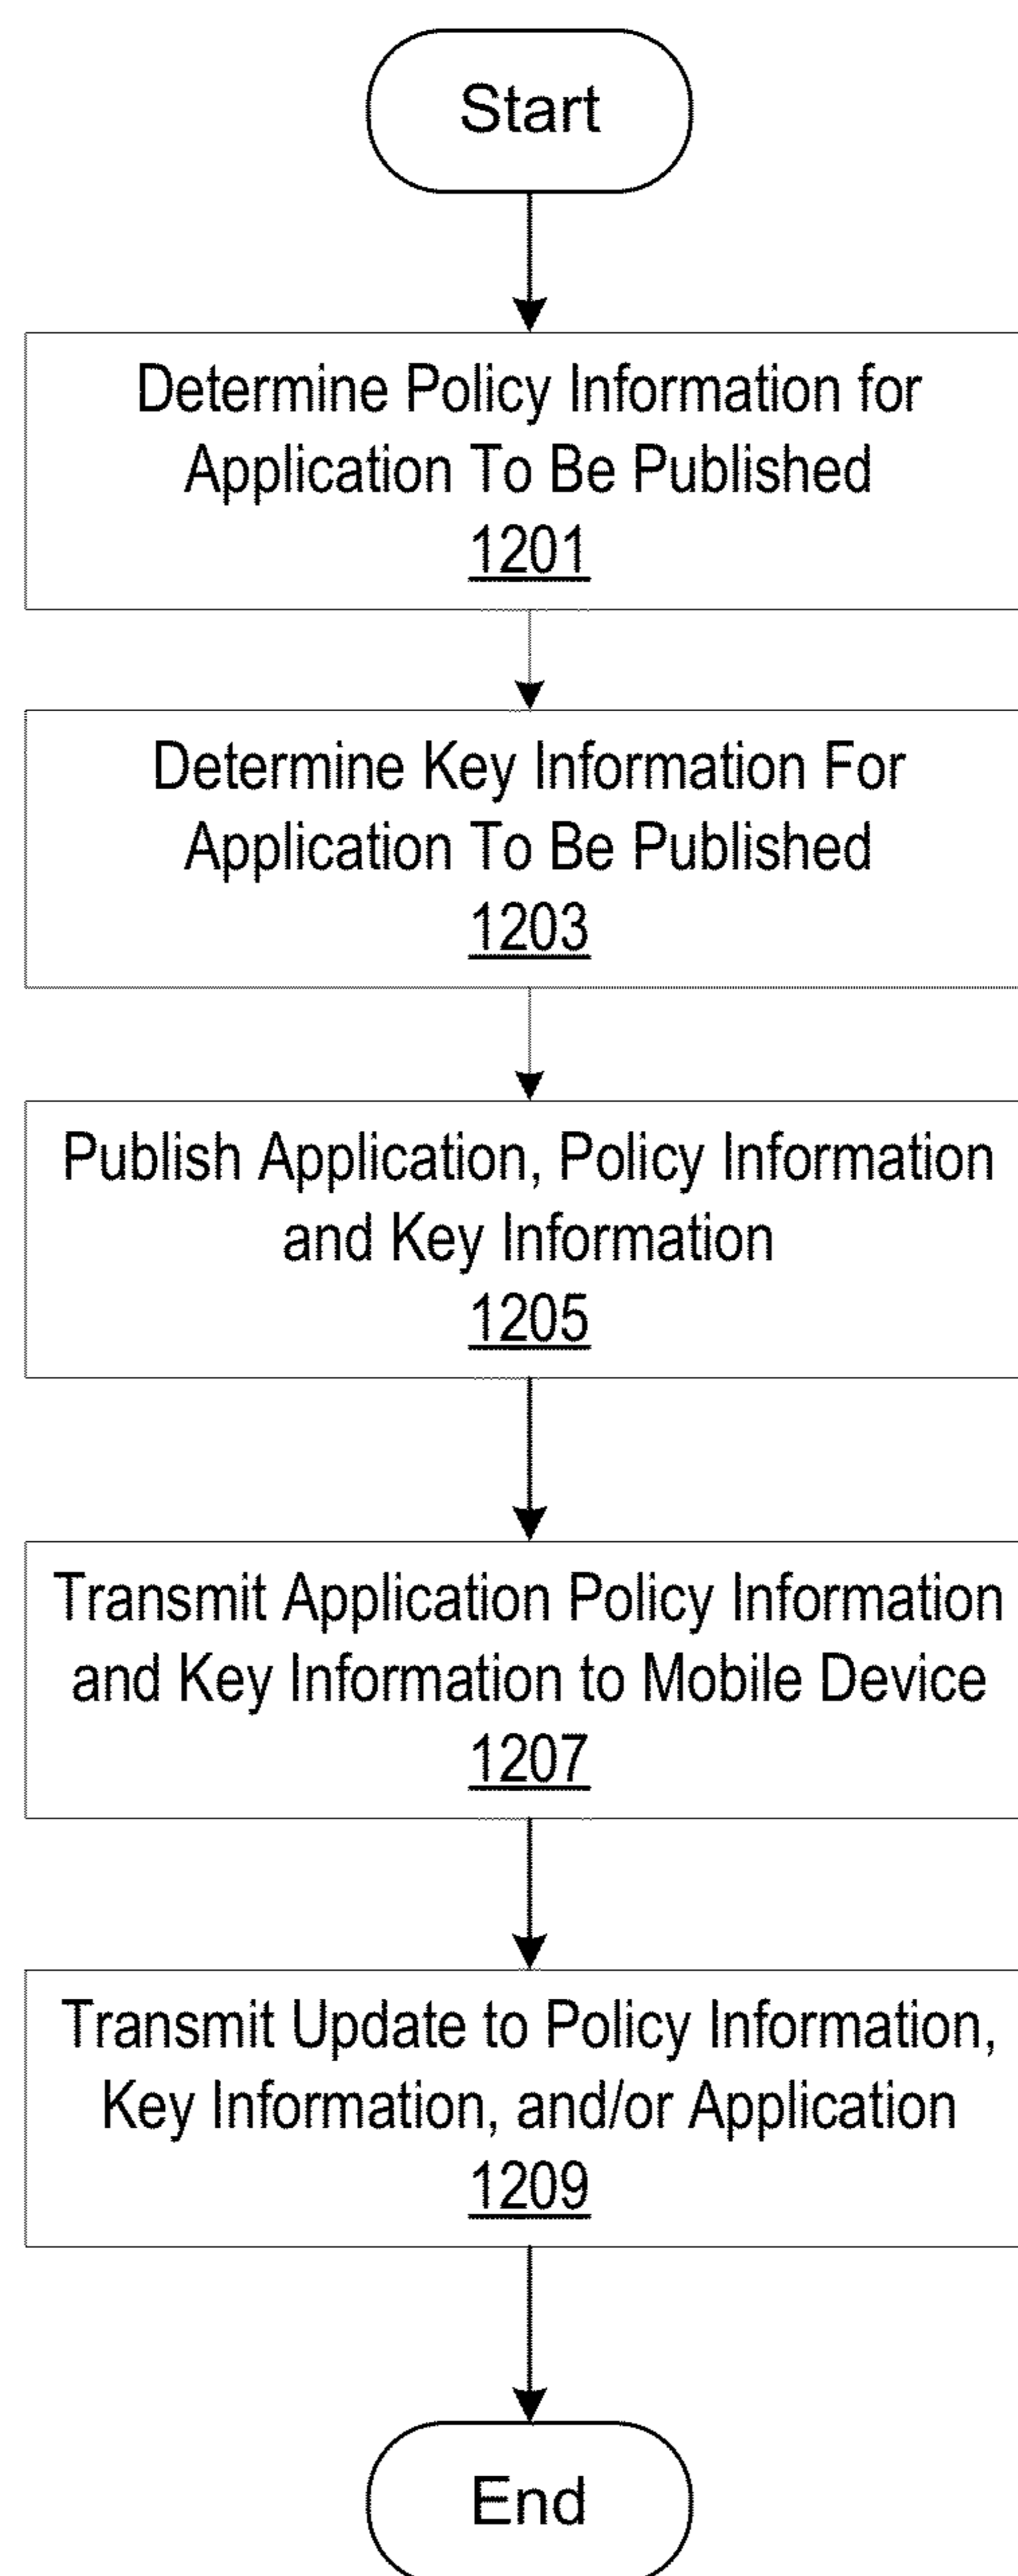 Start
Determine Policy Information for
Application To Be Published
1201
Determine Key Information For
Application To Be Published
1203
Publish Application, Policy Information
and Key Information
1205
Transmit Application Policy Information
and Key Information to Mobile Device
1207
Transmit Update to Policy Information,
Key Information, and/or Application
1209
End